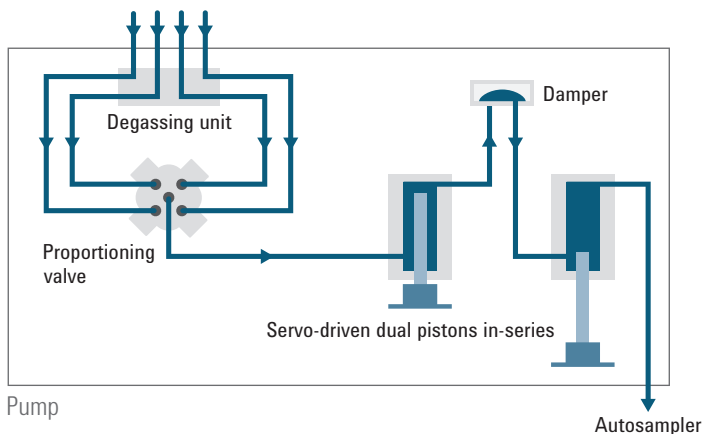 Degassing unit
Damper
Proportioning
valve
Servo-driven dual pistons in-series
Pump
Autosampler